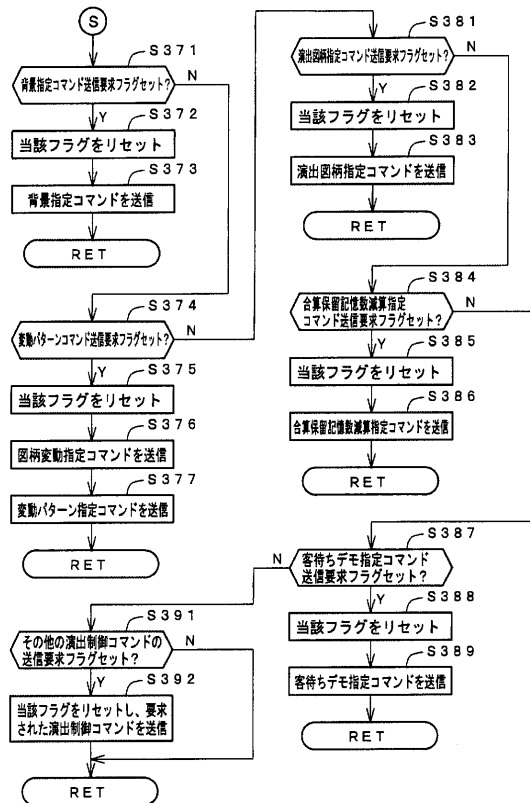 S
S371
背景指定コマンド送信要求フラグセット？
N
Y
S372
当該フラグをリセット
S373
背景指定コマンドを送信
RET
S374
変動パターンコマンド送信要求フラグセット？
N
Y
S375
当該フラグをリセット
S376
図柄変動指定コマンドを送信
S377
変動パターン指定コマンドを送信
RET
S381
演出図柄指定コマンド送信要求フラグセット？
N
Y
S382
当該フラグをリセット
S383
演出図柄指定コマンドを送信
RET
S384
合算保留記憶数減算指定
コマンド送信要求フラグセット？
N
Y
S385
当該フラグをリセット
S386
合算保留記憶数減算指定コマンドを送信
RET
S387
客待ちデモ指定コマンド
送信要求フラグセット？
N
Y
S388
当該フラグをリセット
S389
客待ちデモ指定コマンドを送信
RET
S391
その他の演出制御コマンドの
送信要求フラグセット？
N
Y
S392
当該フラグをリセットし、要求
された演出制御コマンドを送信
RET